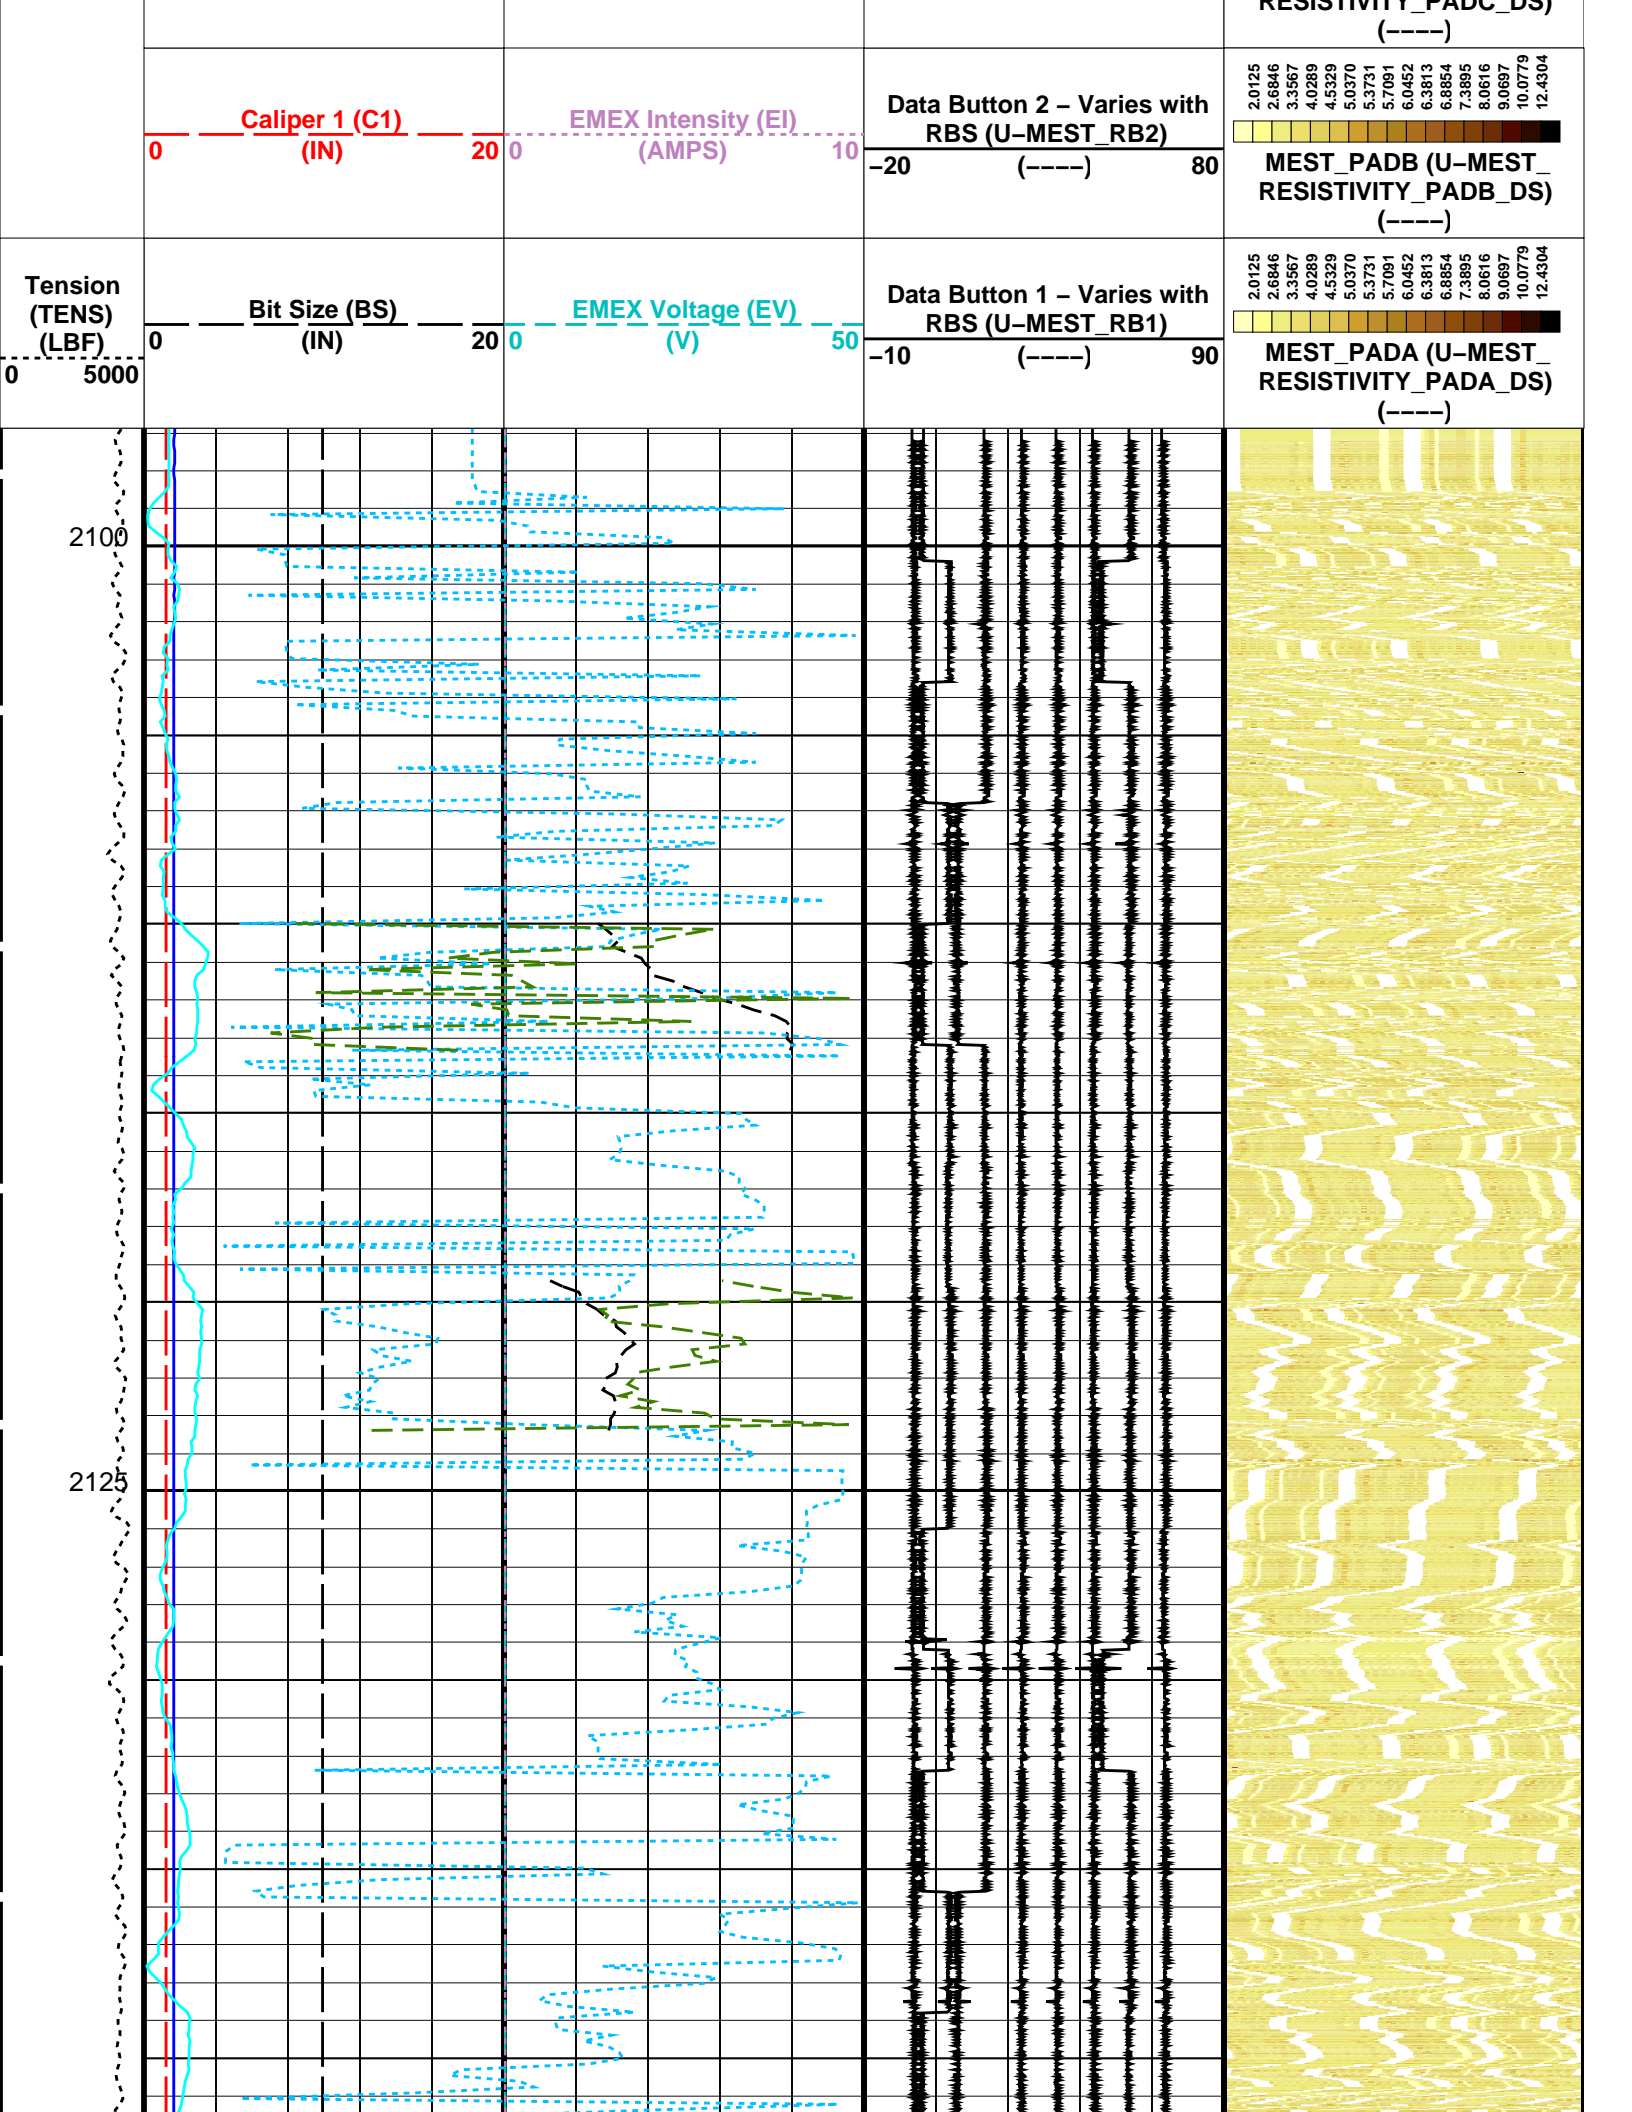 RESISTIVITY_PADC_DS)
(----)
2.0125 2.6846 3.3567 4.0289 4.5329 5.0370 5.3731 5.7091 6.0452 6.3813 6.8854 7.3895 8.0616 9.0697 10.0779 12.4304
Caliper 1 (C1)
0 (IN) 20
EMEX Intensity (EI)
0 (AMPS) 10
Data Button 2 – Varies with
RBS (U–MEST_RB2)
–20 (----) 80
MEST_PADB (U–MEST_
RESISTIVITY_PADB_DS)
(----)
Tension
(TENS)
(LBF)
0 5000
Bit Size (BS)
0 (IN) 20
EMEX Voltage (EV)
0 (V) 50
Data Button 1 – Varies with
RBS (U–MEST_RB1)
–10 (----) 90
2.0125 2.6846 3.3567 4.0289 4.5329 5.0370 5.3731 5.7091 6.0452 6.3813 6.8854 7.3895 8.0616 9.0697 10.0779 12.4304
MEST_PADA (U–MEST_
RESISTIVITY_PADA_DS)
(----)
2100
2125